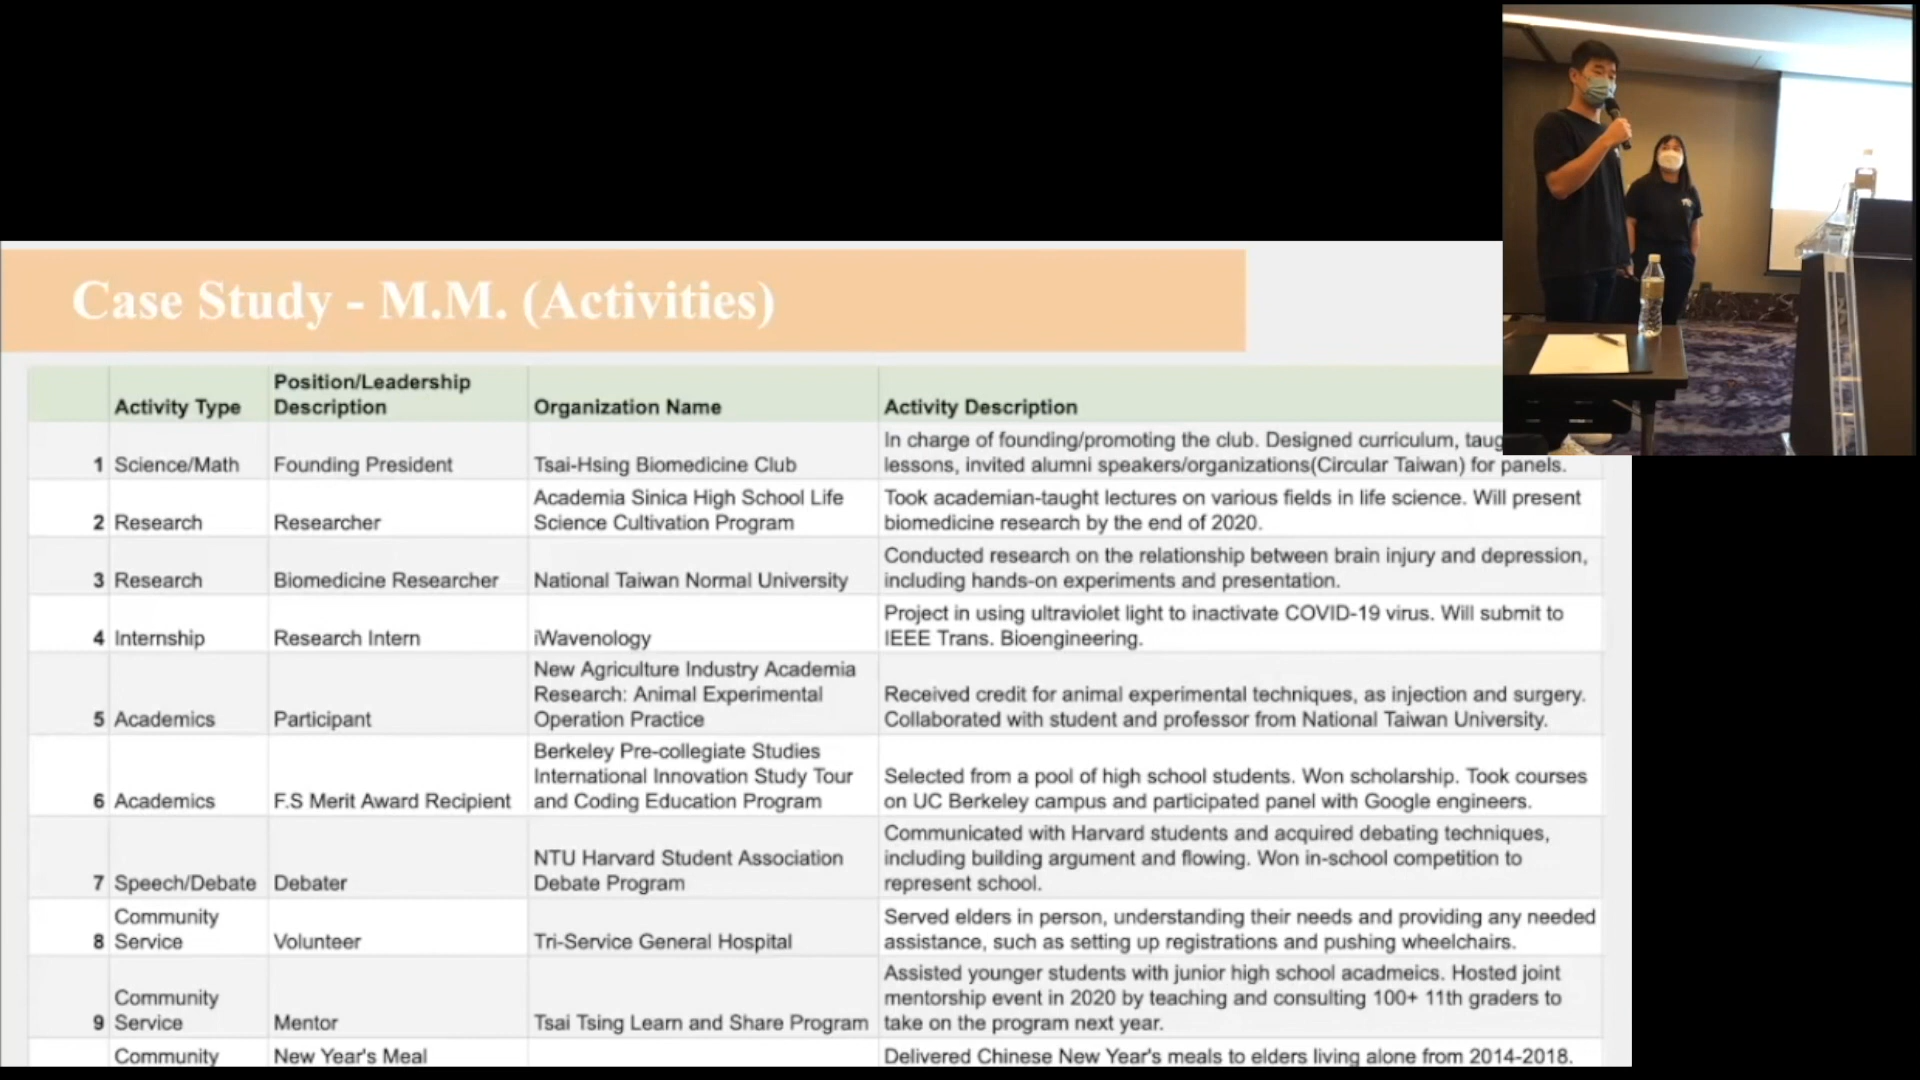 Case Study - M.M. (Activities)
Activity Type
Position/Leadership
Description
Organization Name
Activity Description
1 Science/Math
Founding President
Tsai-Hsing Biomedicine Club
In charge of founding/promoting the club. Designed curriculum,
lessons, invited alumni speakers/organizations(Circular Taiwan) for panels.
2 Research
Researcher
Academia Sinica High School Life
Science Cultivation Program
Took academian-taught lectures on various fields in life science. Will present
biomedicine research by the end of 2020.
3 Research
Biomedicine Researcher
National Taiwan Normal University
Conducted research on the relationship between brain injury and depression,
including hands-on experiments and presentation.
4 Internship
Research Intern
iWavenology
Project in using ultraviolet light to inactivate COVID-19 virus. Will submit to
IEEE Trans. Bioengineering.
5 Academics
Participant
New Agriculture Industry Academia
Research: Animal Experimental
Operation Practice
Received credit for animal experimental techniques, as injection and surgery.
Collaborated with student and professor from National Taiwan University.
6 Academics
F.S Merit Award Recipient
Berkeley Pre-collegiate Studies
International Innovation Study Tour
and Coding Education Program
Selected from a pool of high school students. Won scholarship. Took courses
on UC Berkeley campus and participated panel with Google engineers.
7 Speech/Debate
Debater
NTU Harvard Student Association
Debate Program
Communicated with Harvard students and acquired debating techniques,
including building argument and flowing. Won in-school competition to
represent school.
8 Community
Service
Volunteer
Tri-Service General Hospital
Served elders in person, understanding their needs and providing any needed
assistance, such as setting up registrations and pushing wheelchairs.
9 Community
Service
Mentor
Tsai Tsing Learn and Share Program
Assisted younger students with junior high school acadmeics. Hosted joint
mentorship event in 2020 by teaching and consulting 100+ 11th graders to
take on the program next year.
Community
New Year's Meal
Delivered Chinese New Year's meals to elders living alone from 2014-2018.